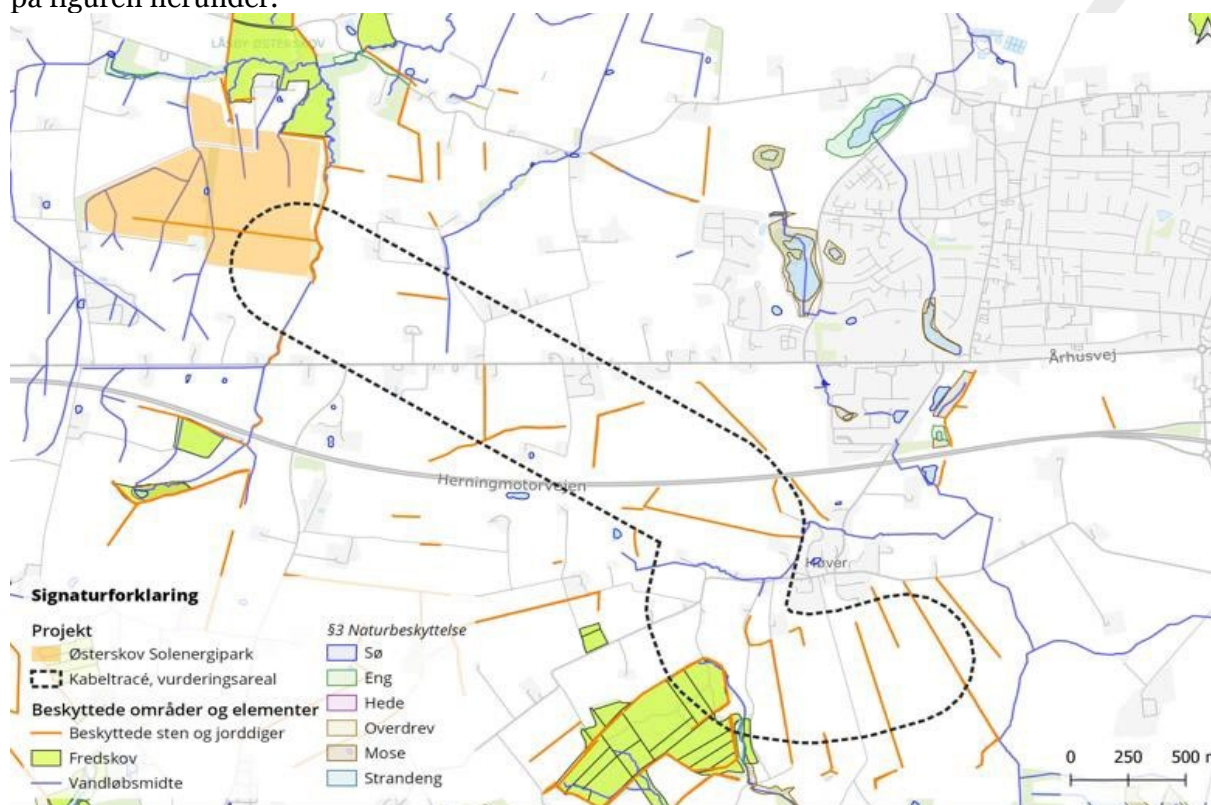 på figuren herunder:
LÅSBY ØSTERSKOV
Århusvej
Herningmotorvejen
Høver
Signaturforklaring
Projekt
Østerskov Solenergipark
Kabeltracé, vurderingsareal
Beskyttede områder og elementer
Beskyttede sten og jorddiger
Fredskov
Vandløbsmidte
§3 Naturbeskyttelse
Sø
Eng
Hede
Overdrev
Mose
Strandeng
0 250 500 m